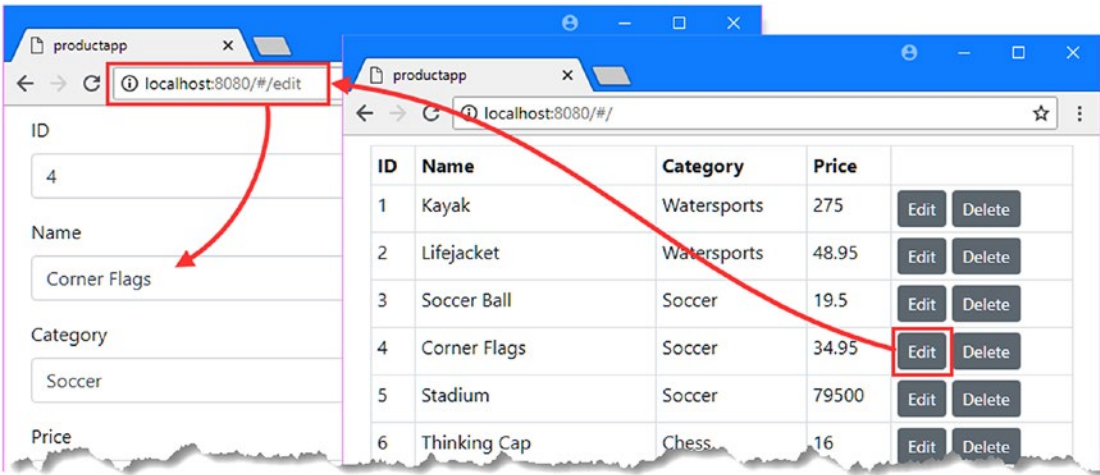 productapp
localhost:8080/#/edit
ID
4
Name
Corner Flags
Category
Soccer
Price
productapp
localhost:8080/#/
ID Name Category Price
1 Kayak Watersports 275 Edit Delete
2 Lifejacket Watersports 48.95 Edit Delete
3 Soccer Ball Soccer 19.5 Edit Delete
4 Corner Flags Soccer 34.95 Edit Delete
5 Stadium Soccer 79500 Edit Delete
6 Thinking Cap Chess 16 Edit Delete